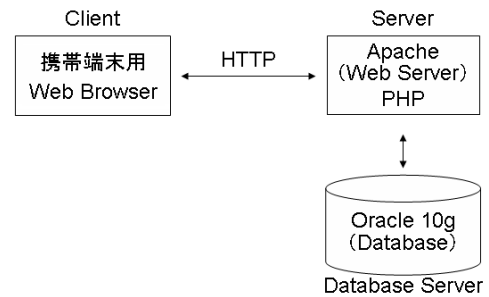 Client
携帯端末用
Web Browser
HTTP
Server
Apache
（Web Server）
PHP
Oracle 10g
（Database）
Database Server